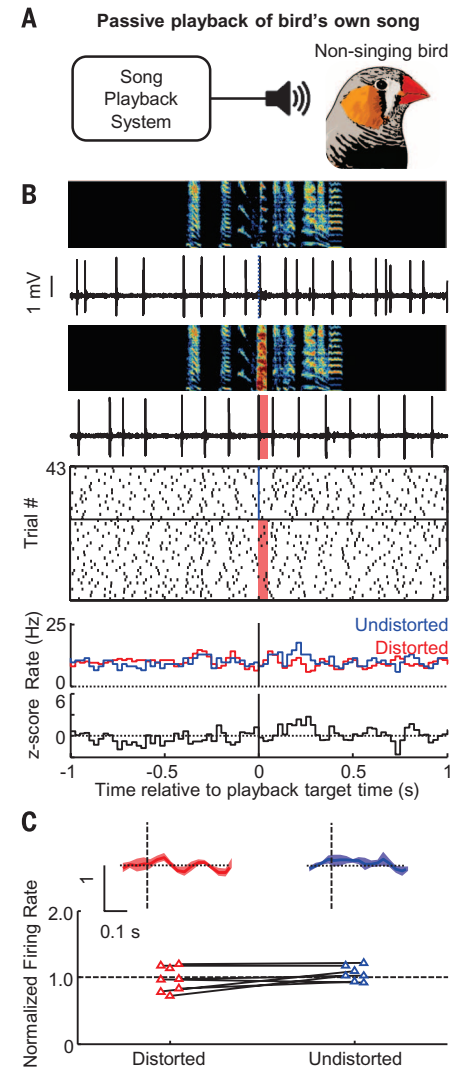 A
Passive playback of bird's own song
Song
Playback
System
Non-singing bird
B
1 mV
43
Trial #
25
Rate (Hz)
0
Undistorted
Distorted
6
z-score
0
-1 -0.5 0 0.5 1
Time relative to playback target time (s)
C
1
0.1 s
2.0
Normalized Firing Rate
1.0
0
Distorted Undistorted